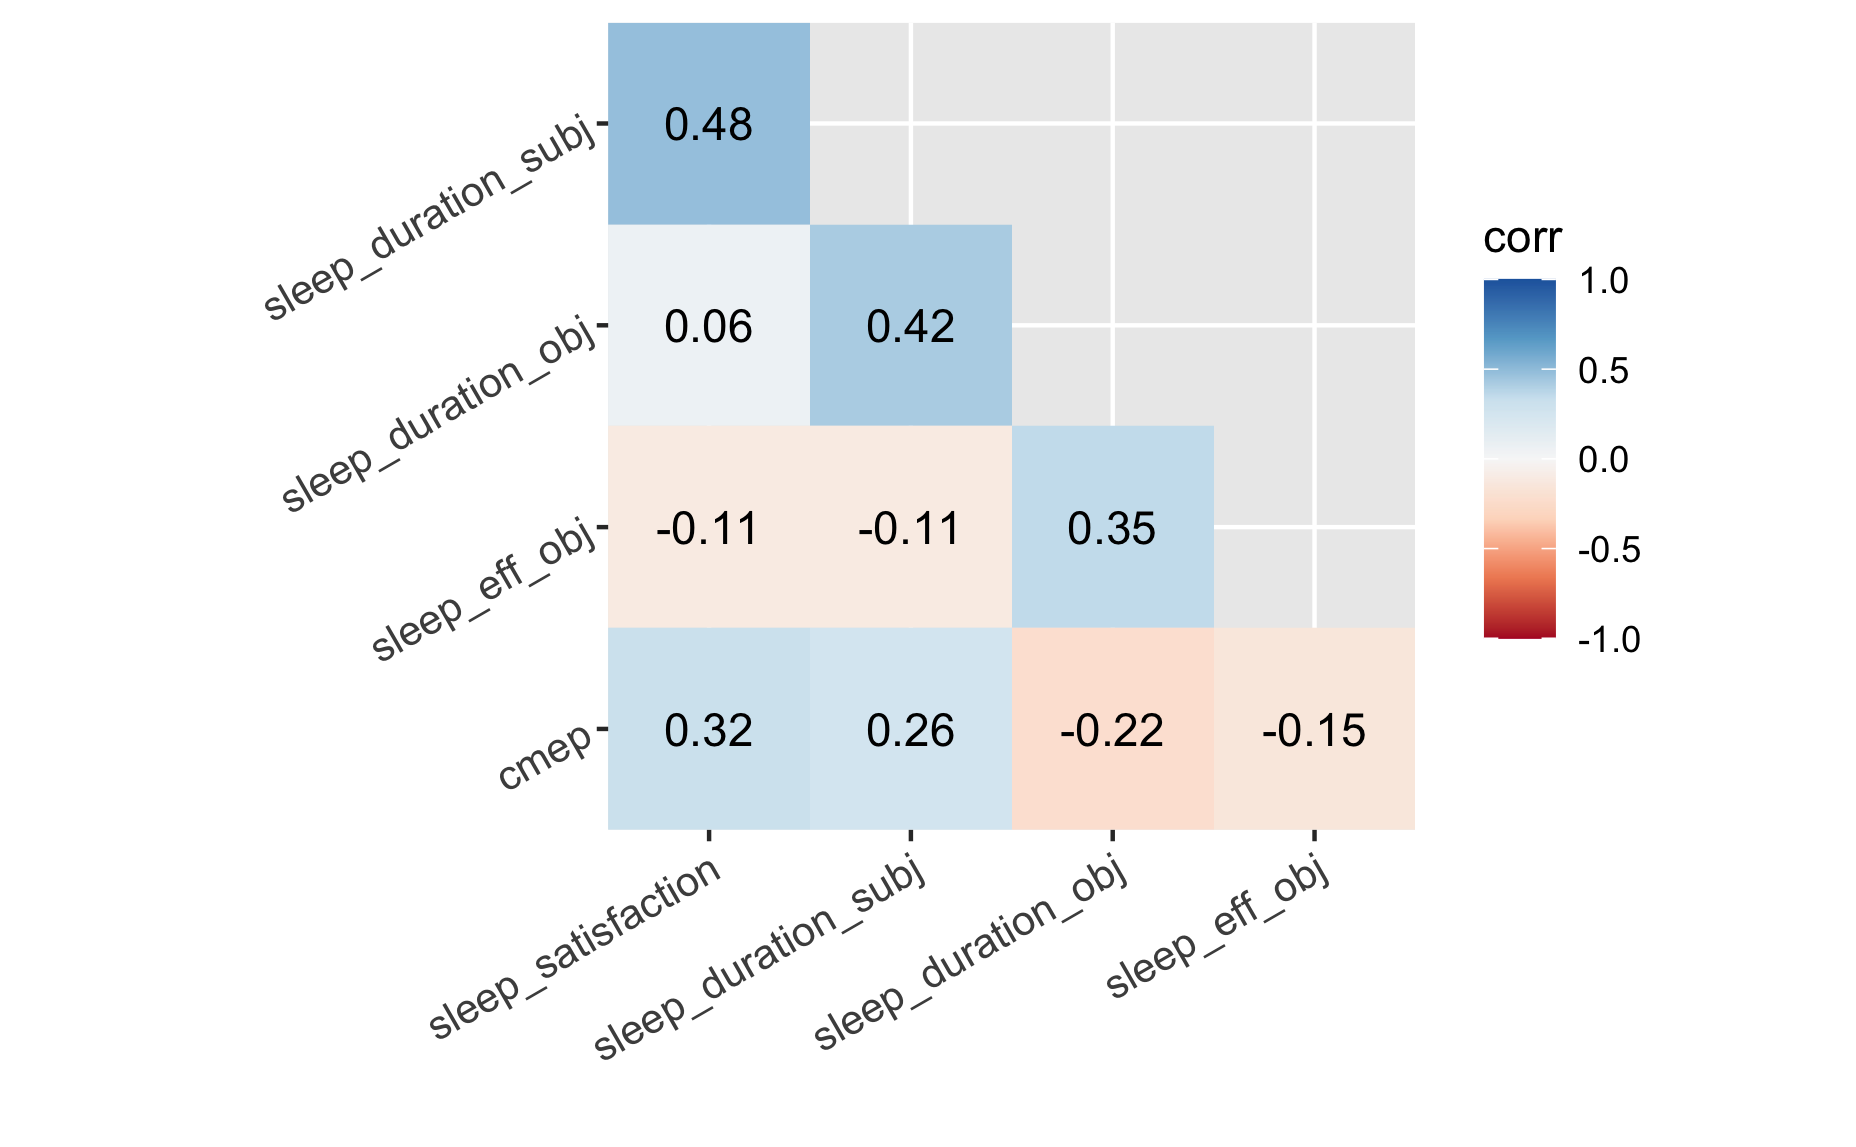 sleep_duration_subj
0.48
sleep_duration_obj
0.06 0.42
sleep_eff_obj
-0.11 -0.11 0.35
cmep
0.32 0.26 -0.22 -0.15
sleep_satisfaction
sleep_duration_subj
sleep_duration_obj
sleep_eff_obj
corr
1.0
0.5
0.0
-0.5
-1.0